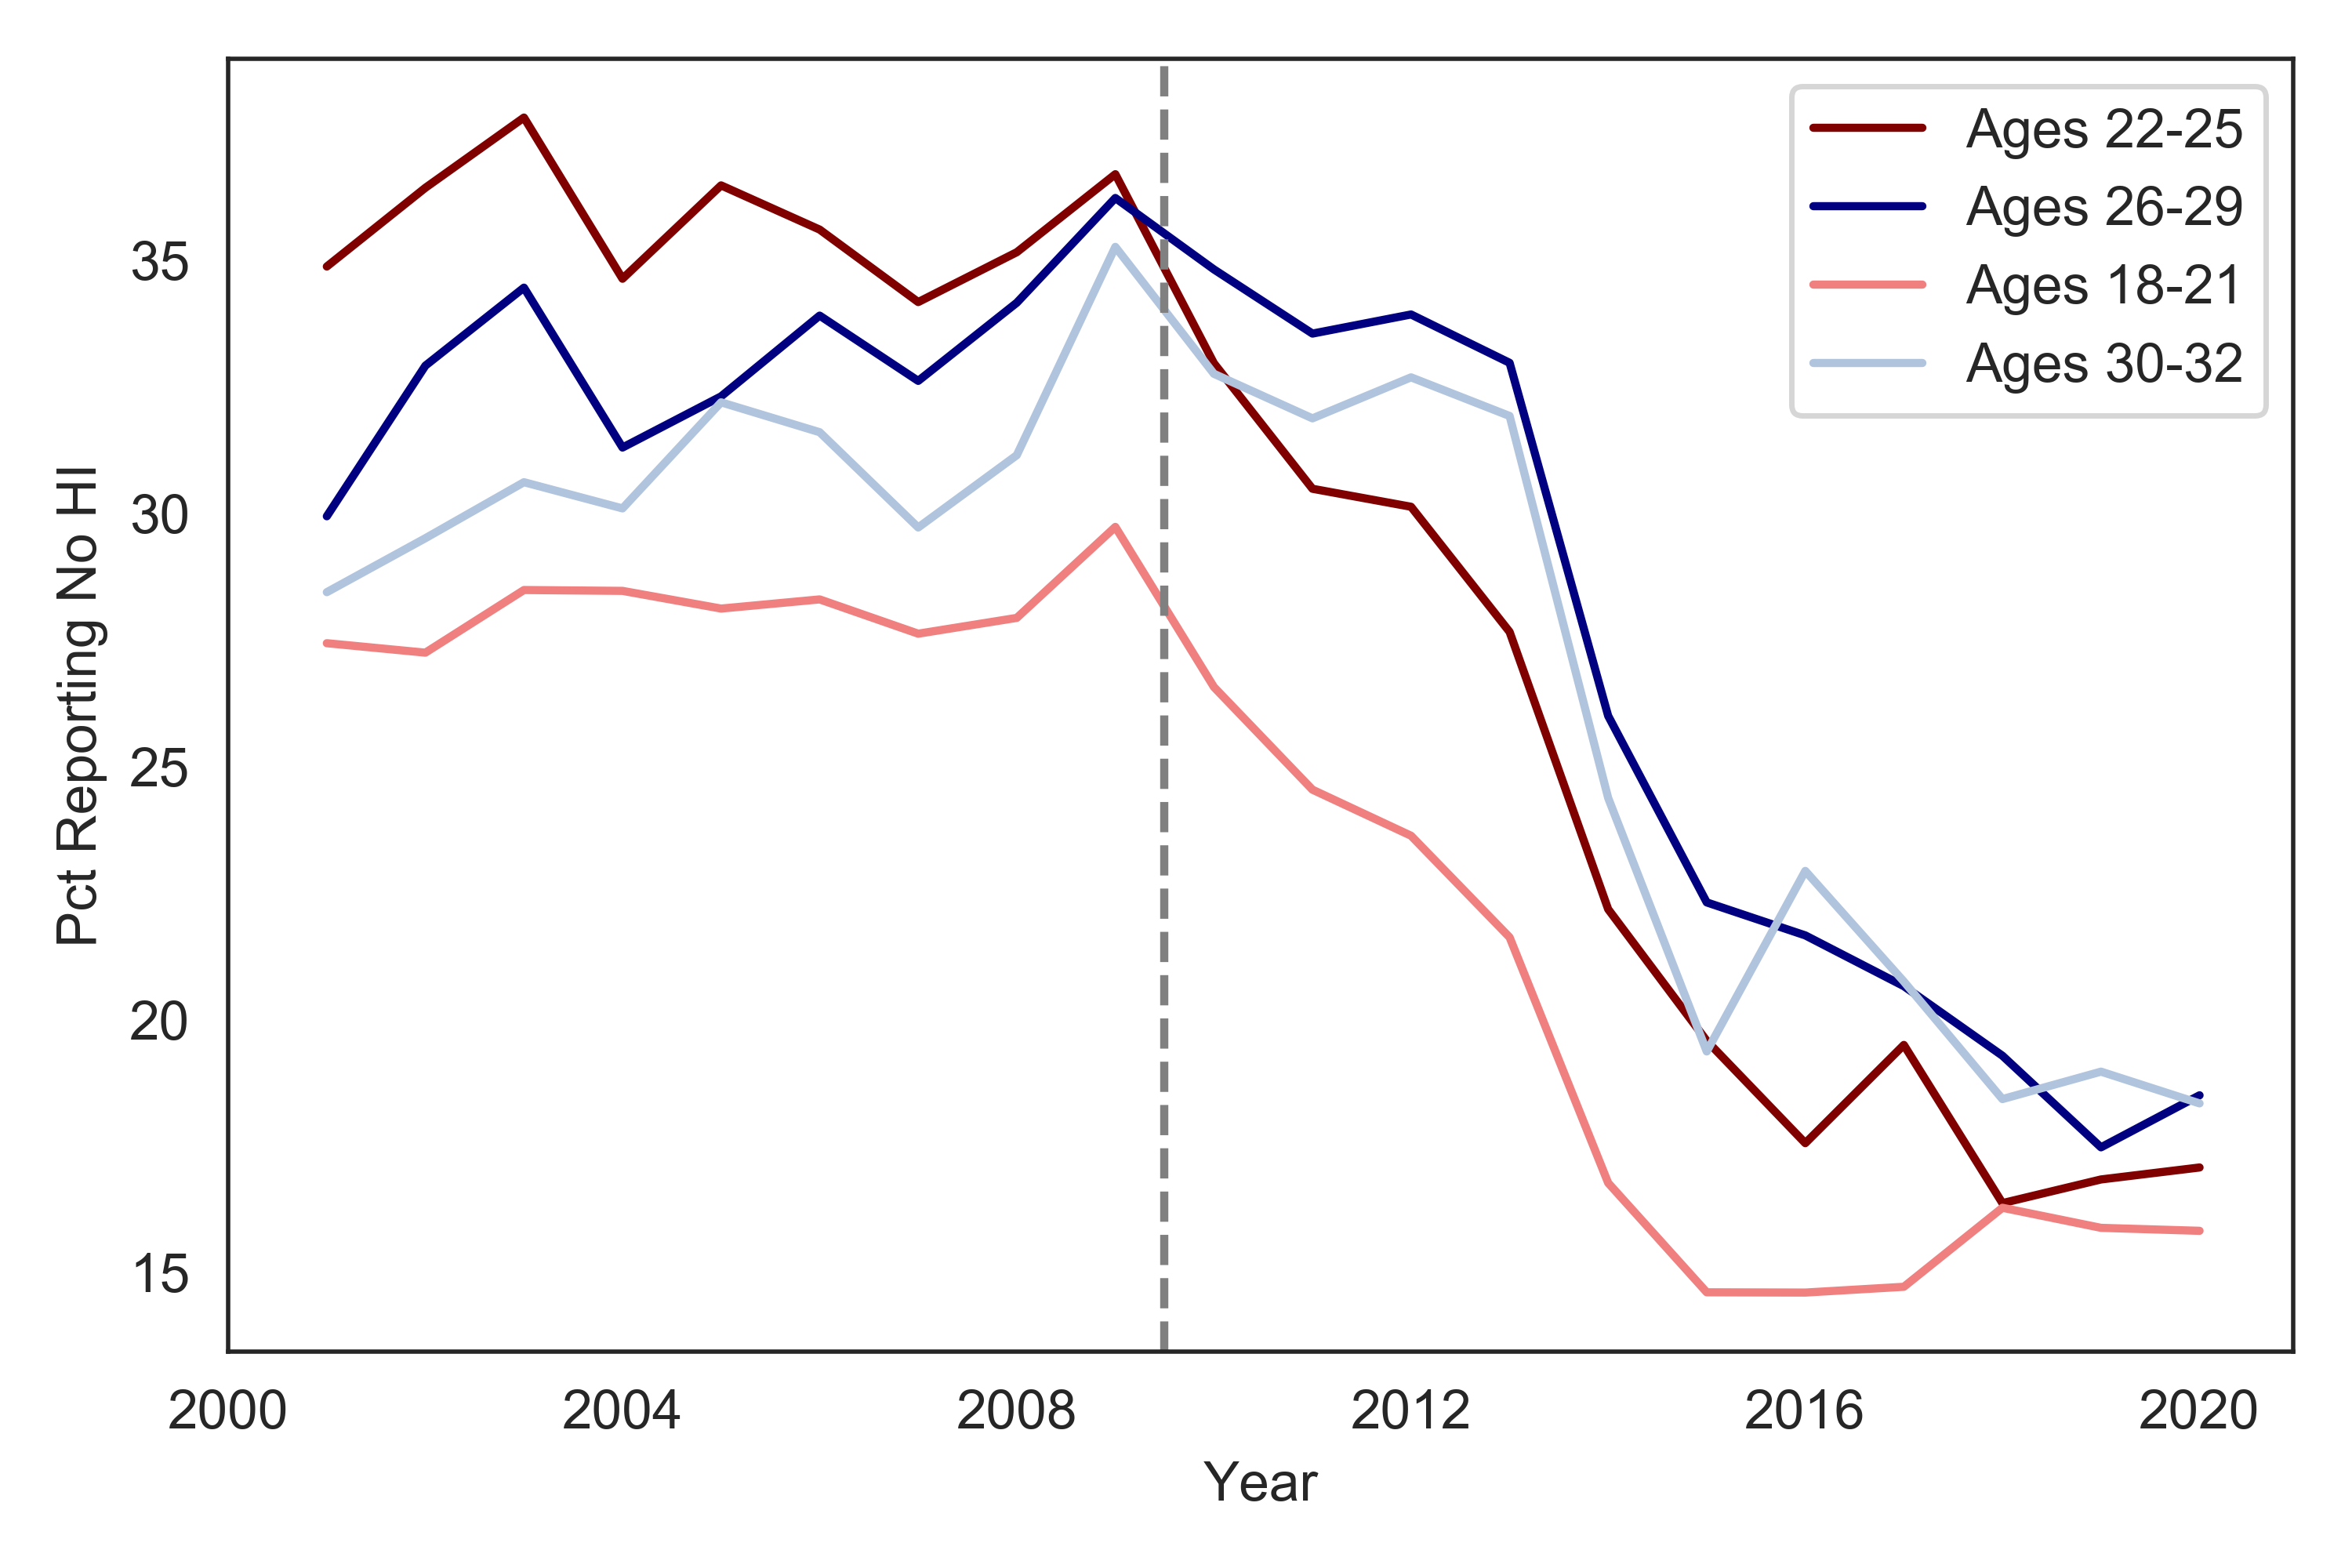 Ages 22-25
Ages 26-29
Ages 18-21
Ages 30-32
Pct Reporting No HI
35
30
25
20
15
2000 2004 2008 2012 2016 2020
Year